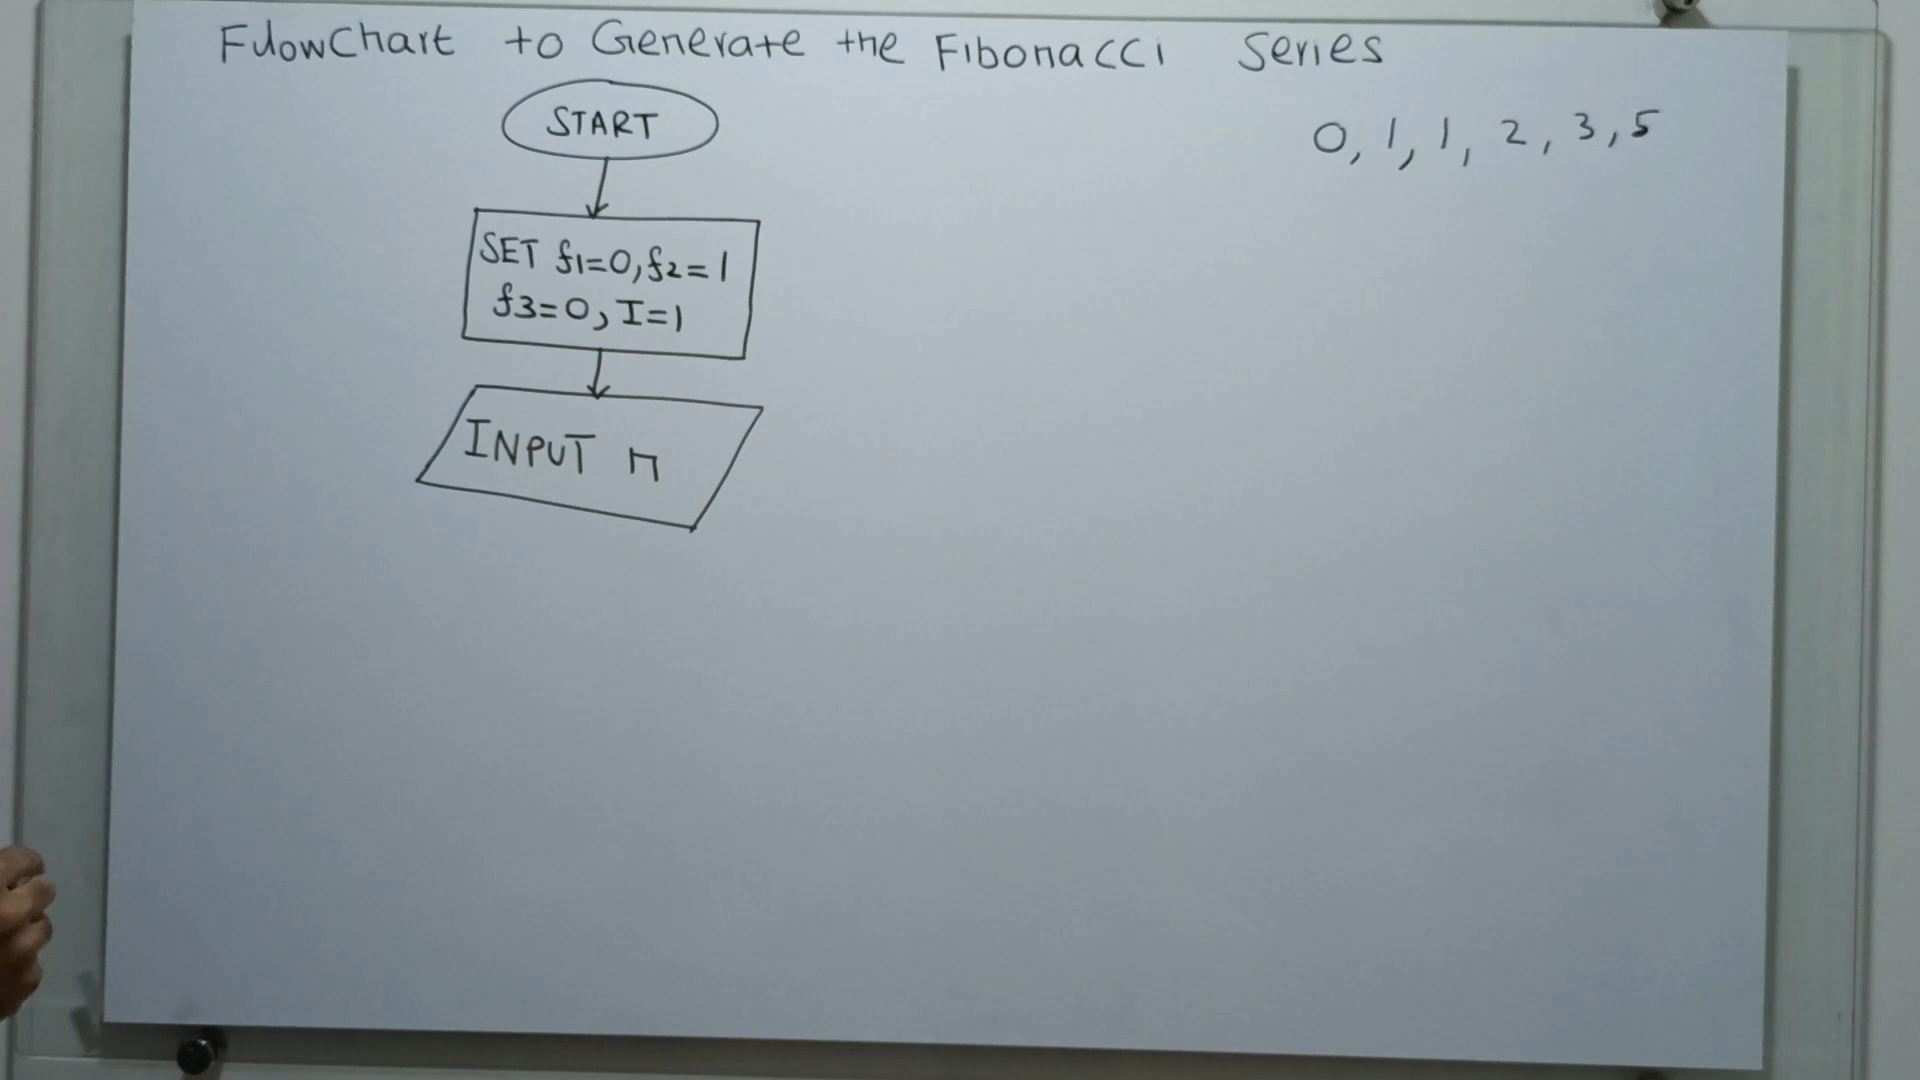 FlowChart to Generate the Fibonacci Series
START
0, 1, 1, 2, 3, 5
SET f1=0, f2=1
f3=0, I=1
INPUT n